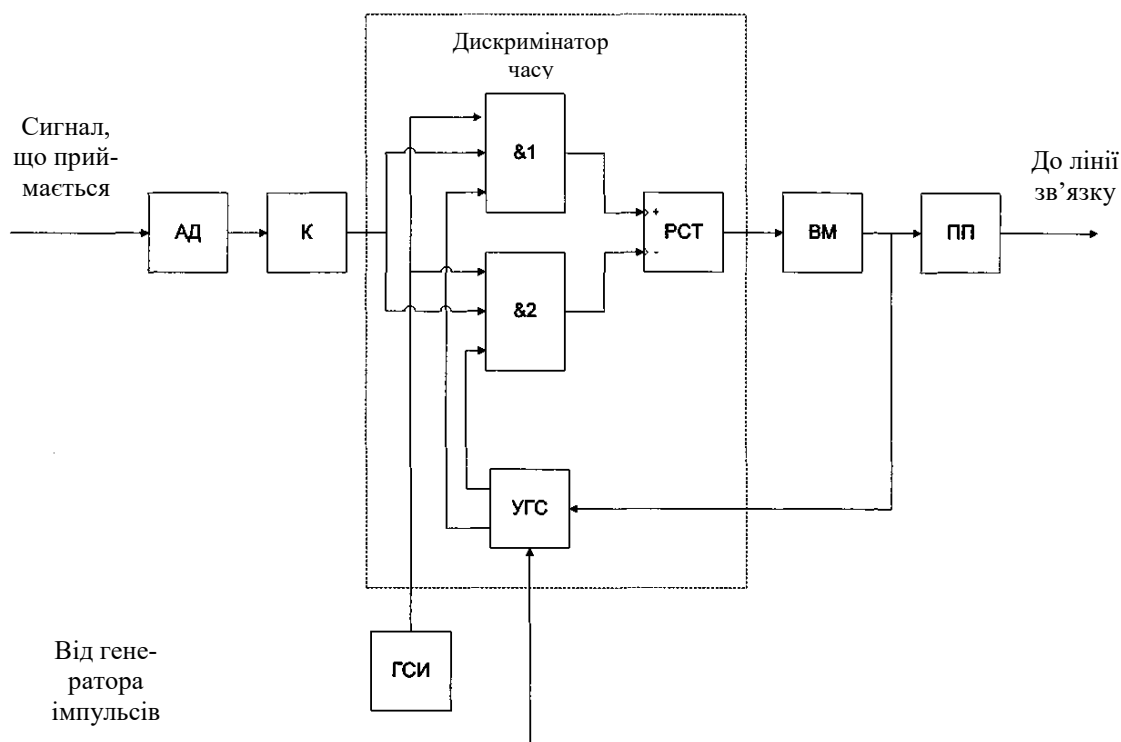 Дискримінатор
часу
Сигнал,
що прий-
мається
До лінії
зв’язку
&1
АД
К
+
-
РСТ
ВМ
ПП
&2
УГС
ГСИ
Від гене-
ратора
імпульсів